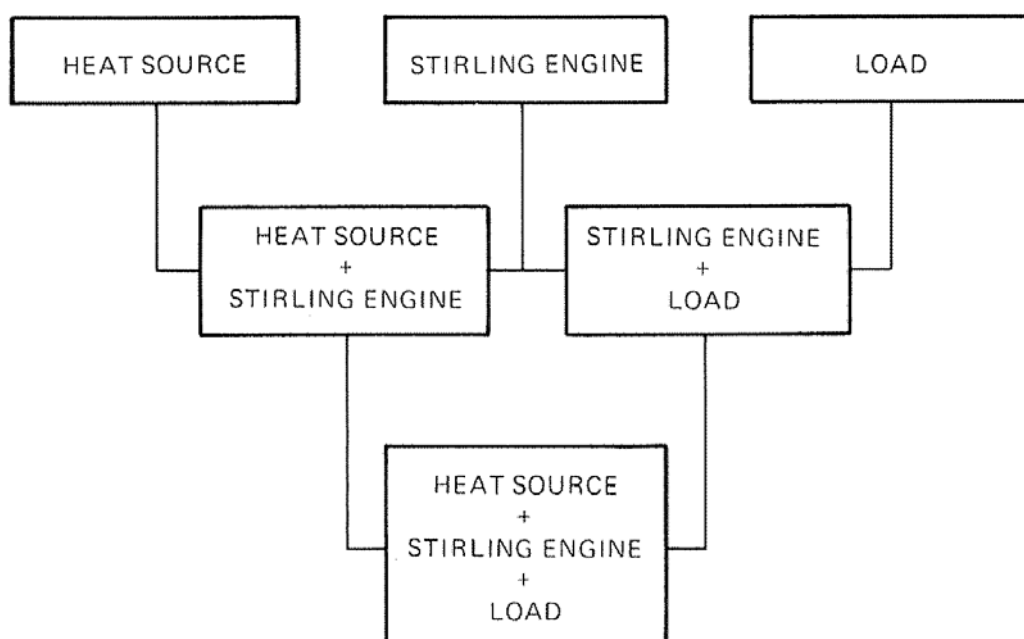 HEAT SOURCE
STIRLING ENGINE
LOAD
HEAT SOURCE
+
STIRLING ENGINE
STIRLING ENGINE
+
LOAD
HEAT SOURCE
+
STIRLING ENGINE
+
LOAD